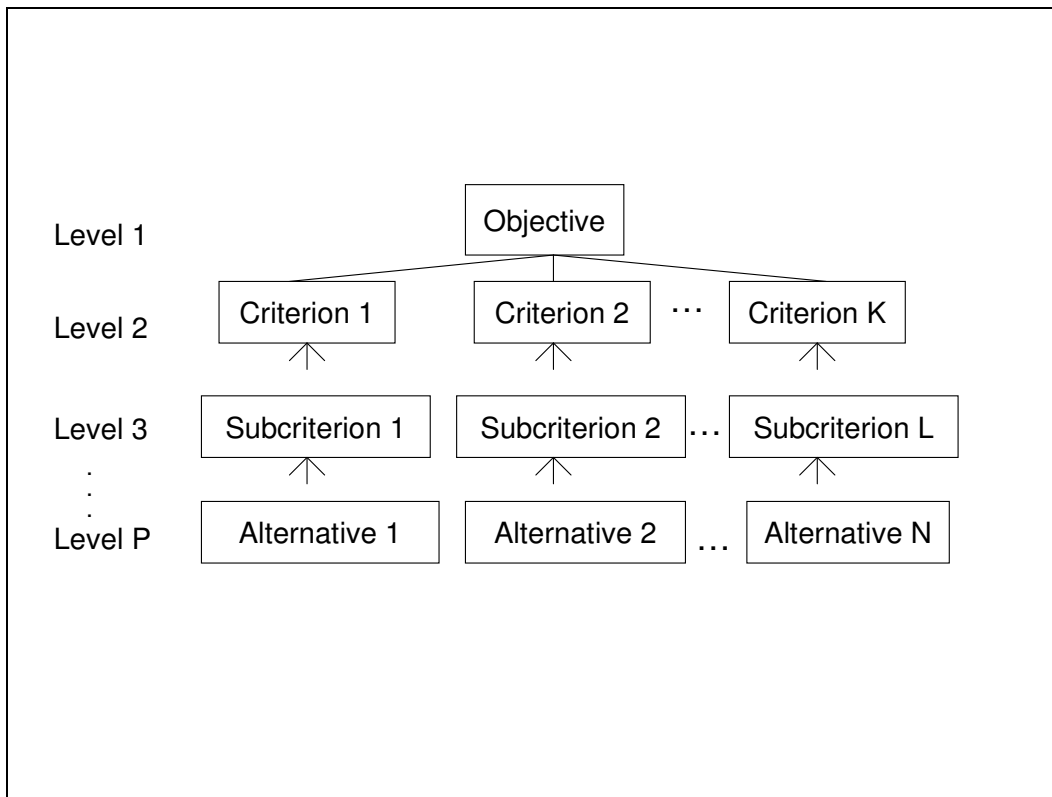 Level 1
Objective
Level 2
Criterion 1
Criterion 2
...
Criterion K
Level 3
Subcriterion 1
Subcriterion 2
...
Subcriterion L
.
.
.
Level P
Alternative 1
Alternative 2
...
Alternative N